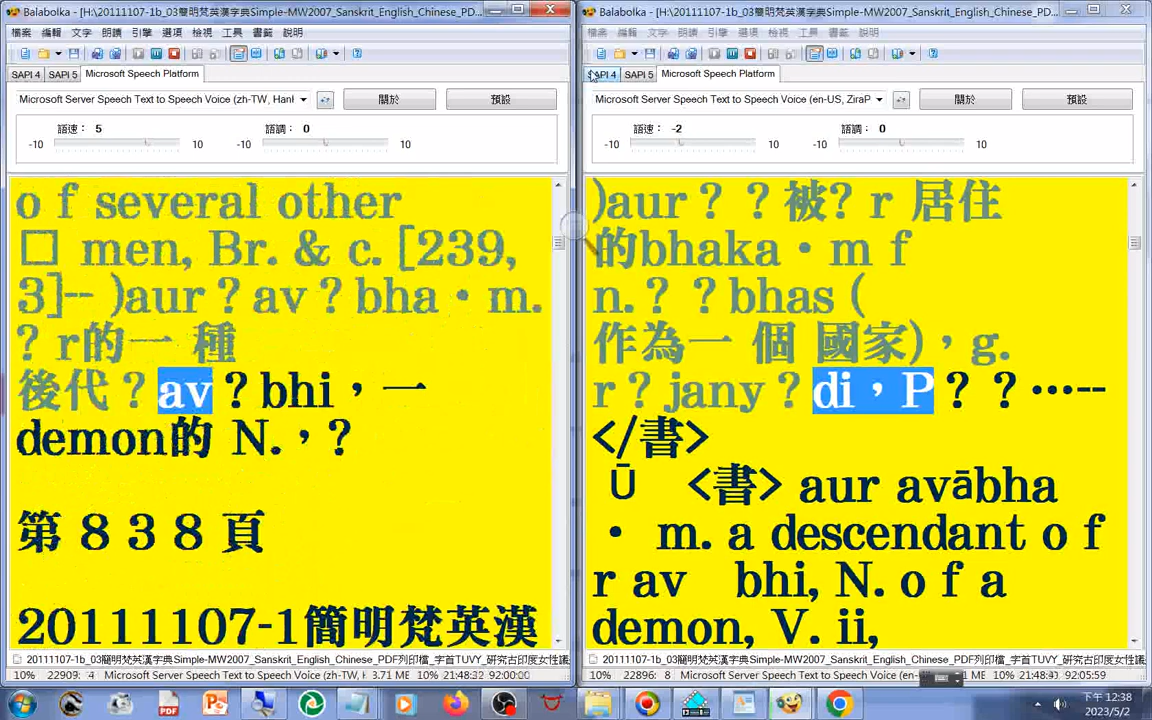 Balabolka - [H:\20111107-1b_03簡明梵英漢字典Simple-MW2007_Sanskrit_English_Chinese_PD...
檔案 編輯 文字 朗讀 引擎 選項 檢視 工具 書籤 說明
SAPI 4 SAPI 5 Microsoft Speech Platform
Microsoft Server Speech Text to Speech Voice (zh-TW, Hanl
關於 預設
語速： 5 語調： 0
-10 10 -10 10
o f several other
□ men, Br. & c. [239,
3]-- )aur？av？bha・m.
？r的一 種
後代？av？bhi，一
demon的 N.，？
第 8 3 8 頁
20111107-1簡明梵英漢
20111107-1b_03簡明梵英漢字典Simple-MW2007_Sanskrit_English_Chinese_PDF列印檔_字首TUVY_研究古印度女性議
10% 22909: 4 Microsoft Server Speech Text to Speech Voice (zh-TW, H 3.71 MB 10% 21:48:32 92:00:00
Balabolka - [H:\20111107-1b_03簡明梵英漢字典Simple-MW2007_Sanskrit_English_Chinese_PD...
檔案 編輯 文字 朗讀 引擎 選項 檢視 工具 書籤 說明
SAPI 4 SAPI 5 Microsoft Speech Platform
Microsoft Server Speech Text to Speech Voice (en-US, ZiraP
關於 預設
語速： -2 語調： 0
-10 10 -10 10
)aur？？被? r 居住
的bhaka・m f
n.？？bhas (
作為一 個 國家)，g.
r？jany？di，P？？…--
</書>
Ū <書> aur avābha
・ m. a descendant o f
r av bhi, N. o f a
demon, V. ii,
20111107-1b_03簡明梵英漢字典Simple-MW2007_Sanskrit_English_Chinese_PDF列印檔_字首TUVY_研究古印度女性議
10% 22896: 8 Microsoft Server Speech Text to Speech Voice (en-U 1 MB 10% 21:49:33 92:05:59
下午 12:38
2023/5/2